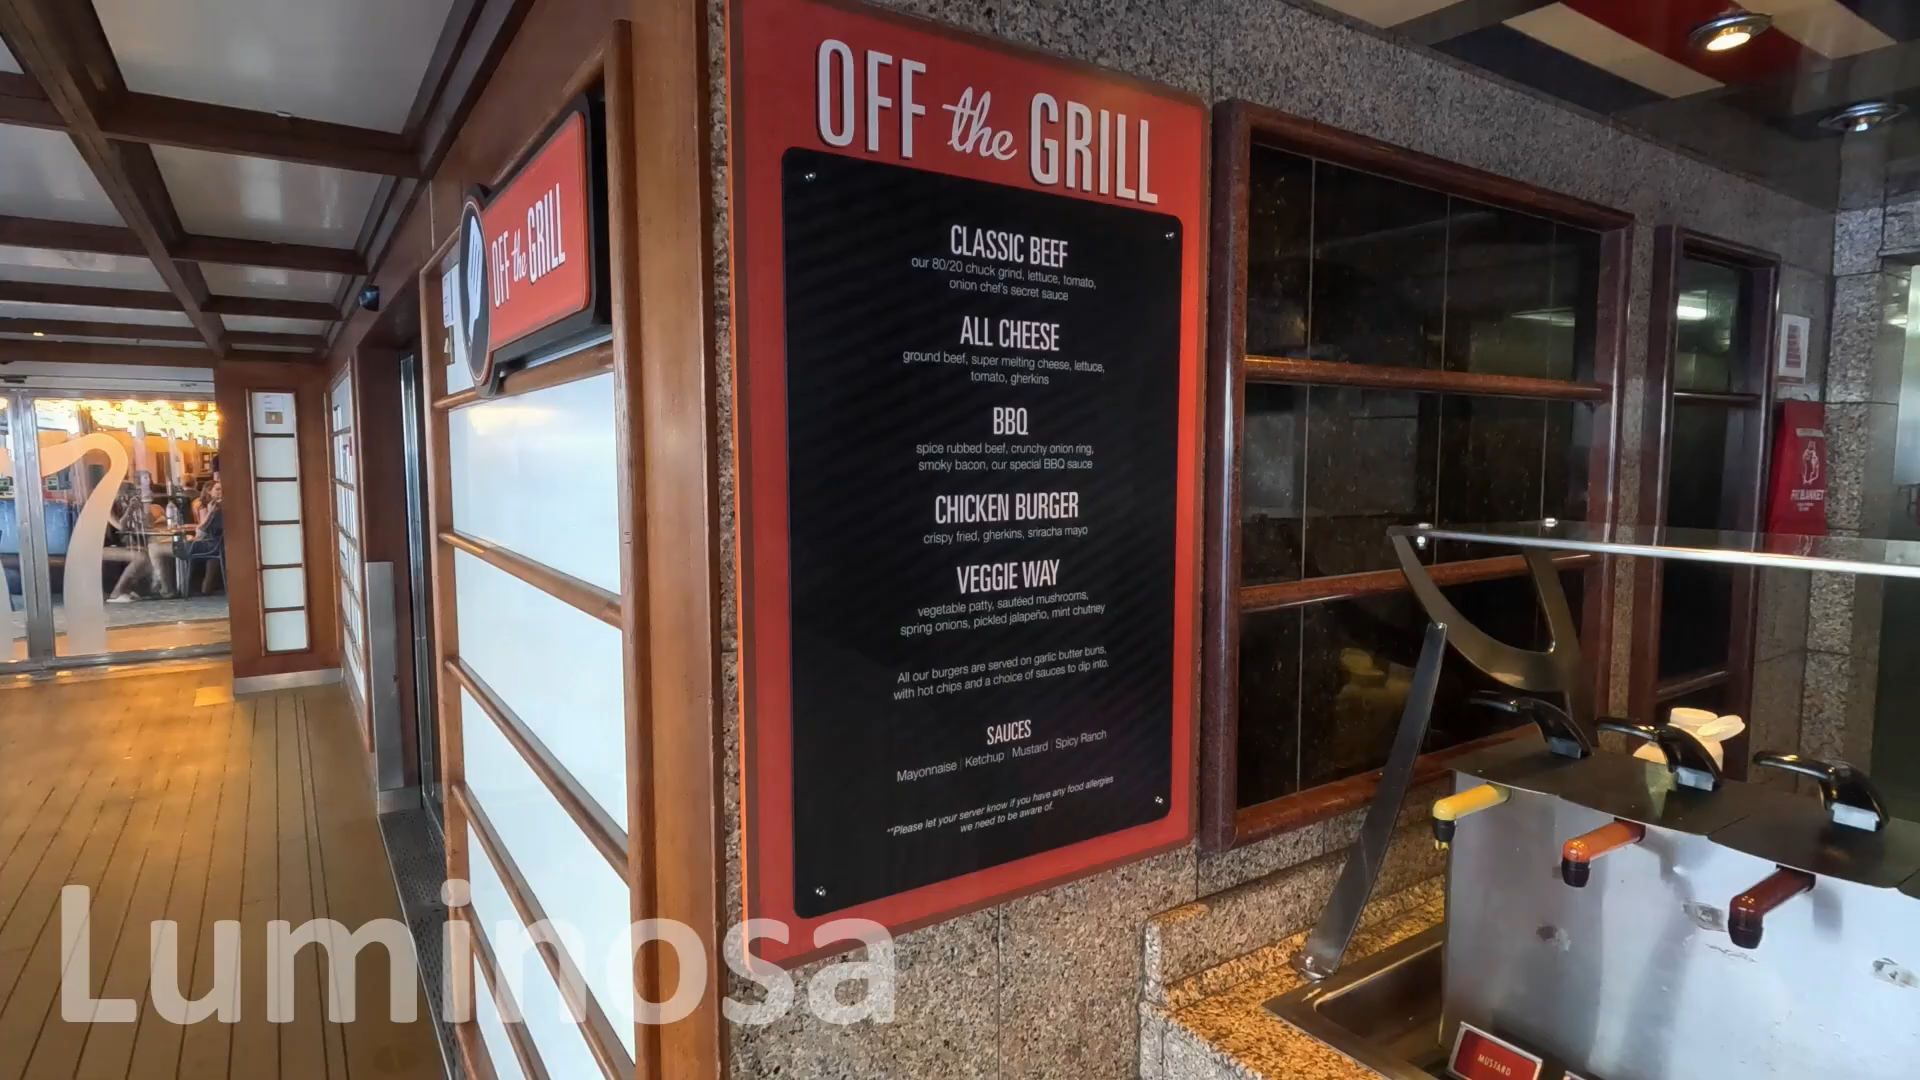 OFF the GRILL
CLASSIC BEEF
our 80/20 chuck grind, lettuce, tomato,
onion chef's secret sauce
ALL CHEESE
ground beef, super melting cheese, lettuce,
tomato, gherkins
BBQ
spice rubbed beef, crunchy onion ring,
smoky bacon, our special BBQ sauce
CHICKEN BURGER
crispy fried, gherkins, sriracha mayo
VEGGIE WAY
vegetable patty, sautéed mushrooms,
spring onions, pickled jalapeño, mint chutney
All our burgers are served on garlic butter buns,
with hot chips and a choice of sauces to dip into.
SAUCES
Mayonnaise | Ketchup | Mustard | Spicy Ranch
**Please let your server know if you have any food allergies
we need to be aware of.
OFF the GRILL
7
FIRE BLANKET
MUSTARD
Luminosa